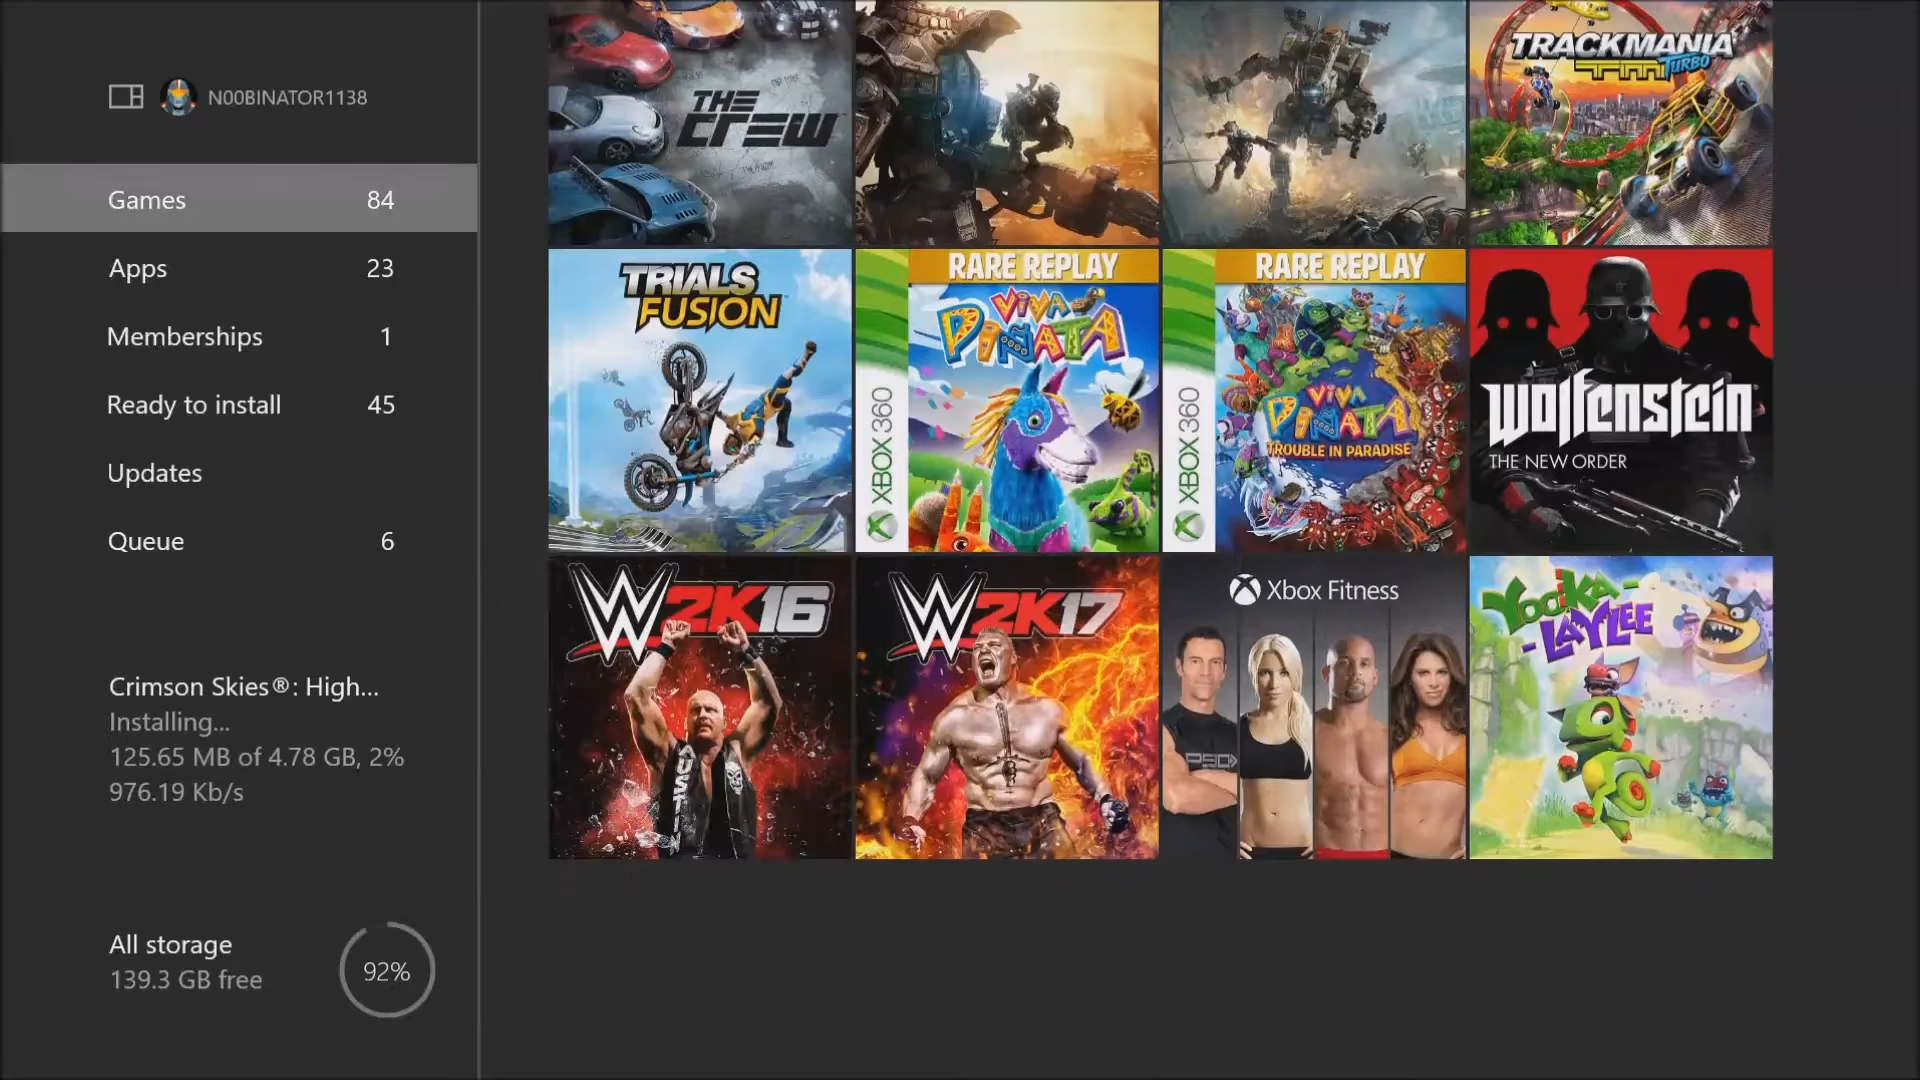 N00BINATOR1138
Games 84
Apps 23
Memberships 1
Ready to install 45
Updates
Queue 6
Crimson Skies®: High...
Installing...
125.65 MB of 4.78 GB, 2%
976.19 Kb/s
All storage
139.3 GB free
92%
THE
CREW
TRACKMANIA
TURBO
TRIALS
FUSION
RARE REPLAY
VIVA
PIÑATA
XBOX 360
RARE REPLAY
VIVA
PIÑATA
TROUBLE IN PARADISE
XBOX 360
Wolfenstein®
THE NEW ORDER
W 2K16
AUSTIN
W 2K17
Xbox Fitness
P90X
YOOKA-
-LAYLEE